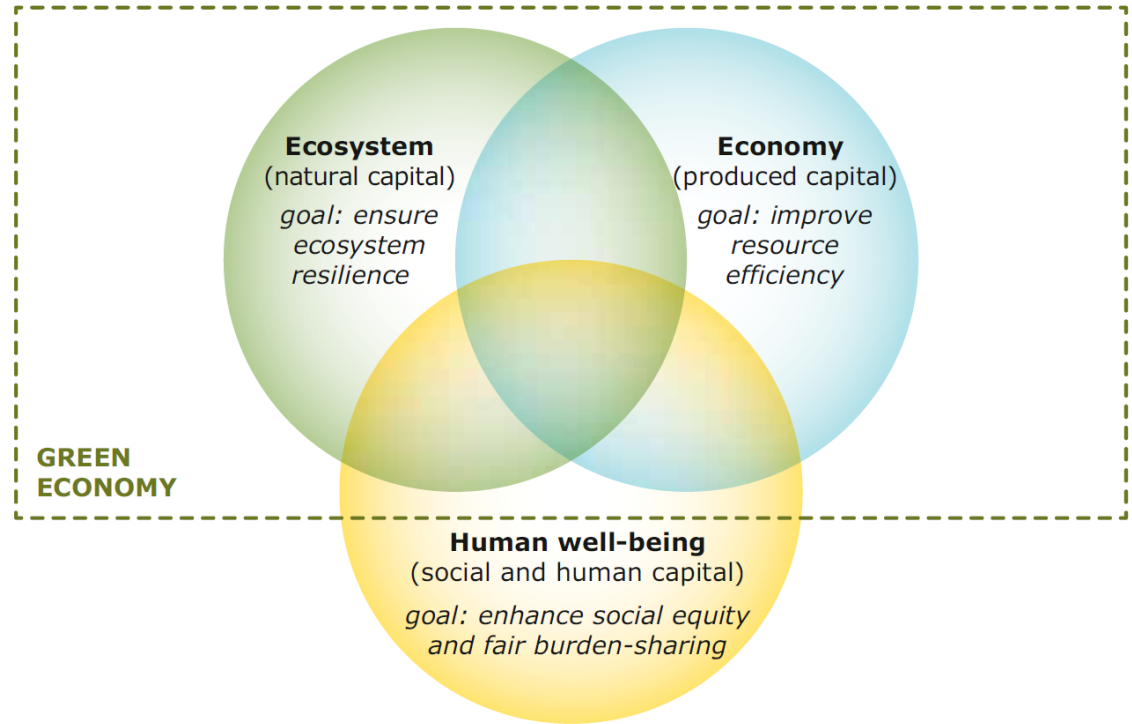 Ecosystem
(natural capital)
goal: ensure
ecosystem
resilience
Economy
(produced capital)
goal: improve
resource
efficiency
GREEN
ECONOMY
Human well-being
(social and human capital)
goal: enhance social equity
and fair burden-sharing